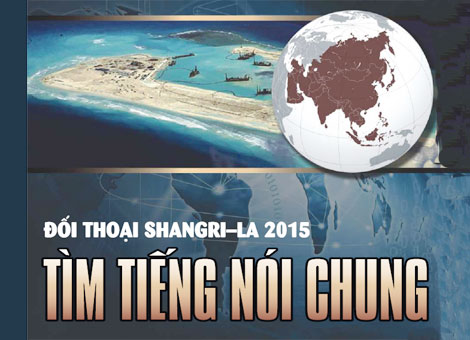 ĐỐI THOẠI SHANGRI–LA 2015
TÌM TIẾNG NÓI CHUNG